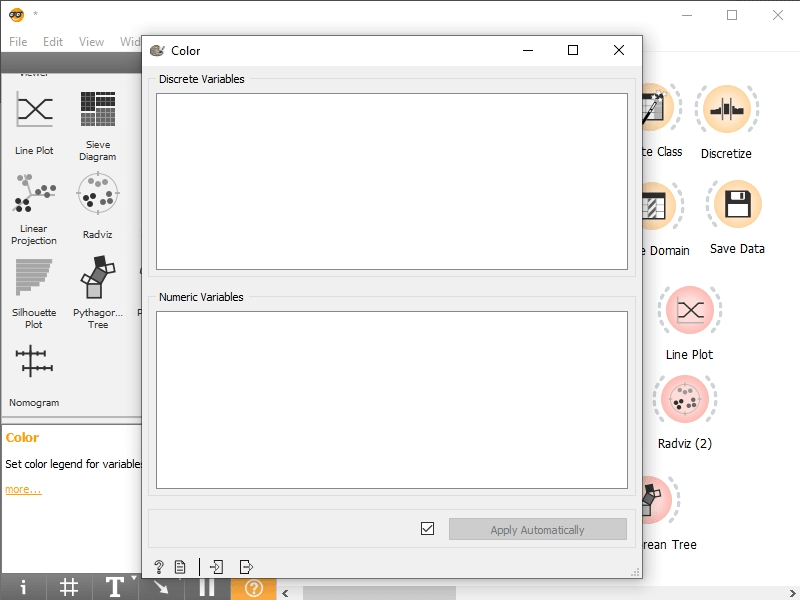 *
File Edit View Wid
Color
Discrete Variables
Viewer
Line Plot
Sieve
Diagram
Linear
Projection
Radviz
Silhouette
Plot
Pythagor...
Tree
Nomogram
te Class
Discretize
e Domain
Save Data
Line Plot
Radviz (2)
rean Tree
Numeric Variables
Apply Automatically
Color
Set color legend for variable
more...